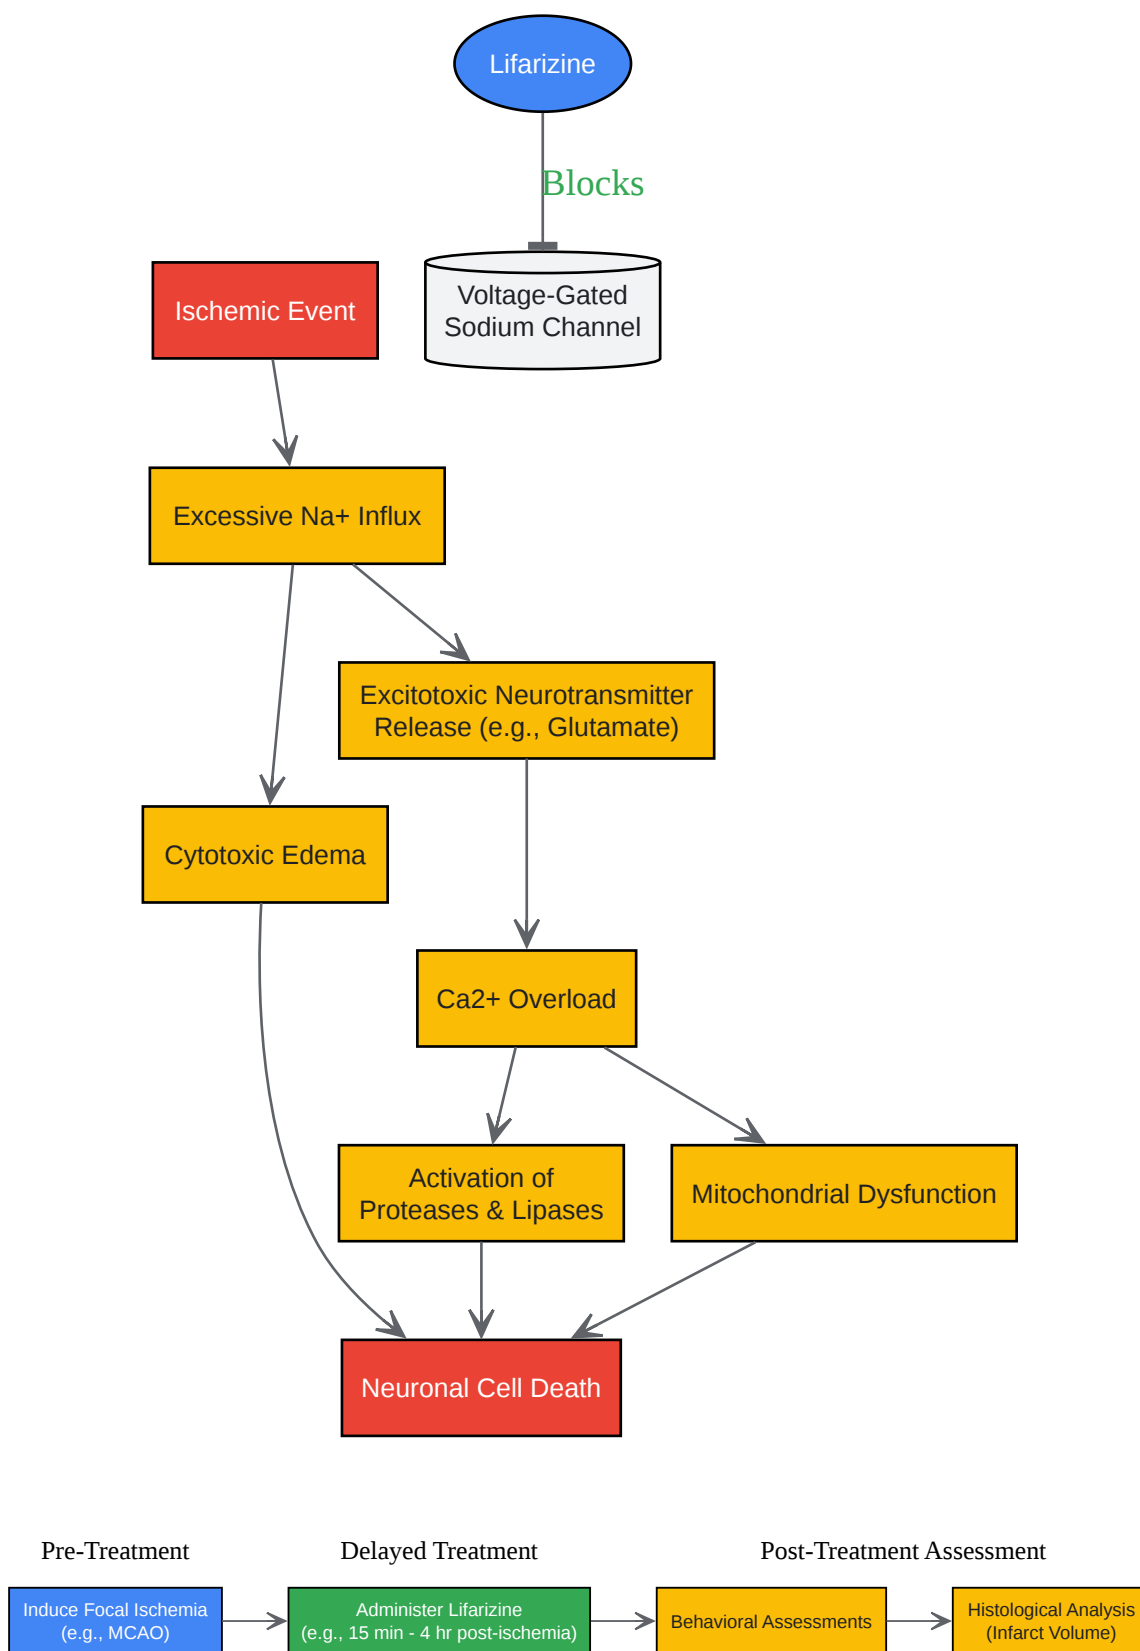 Lifarizine
Blocks
Voltage-Gated
Sodium Channel
Ischemic Event
Excessive Na+ Influx
Excitotoxic Neurotransmitter
Release (e.g., Glutamate)
Cytotoxic Edema
Ca2+ Overload
Activation of
Proteases & Lipases
Mitochondrial Dysfunction
Neuronal Cell Death
Pre-Treatment
Delayed Treatment
Post-Treatment Assessment
Induce Focal Ischemia
(e.g., MCAO)
Administer Lifarizine
(e.g., 15 min - 4 hr post-ischemia)
Behavioral Assessments
Histological Analysis
(Infarct Volume)